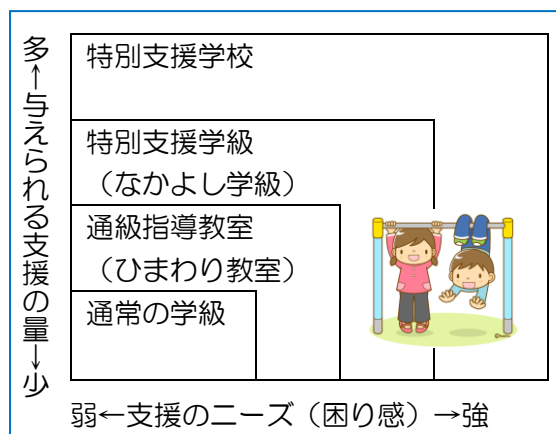 多←与えられる支援の量→少
特別支援学校
特別支援学級
（なかよし学級）
通級指導教室
（ひまわり教室）
通常の学級
弱←支援のニーズ（困り感）→強